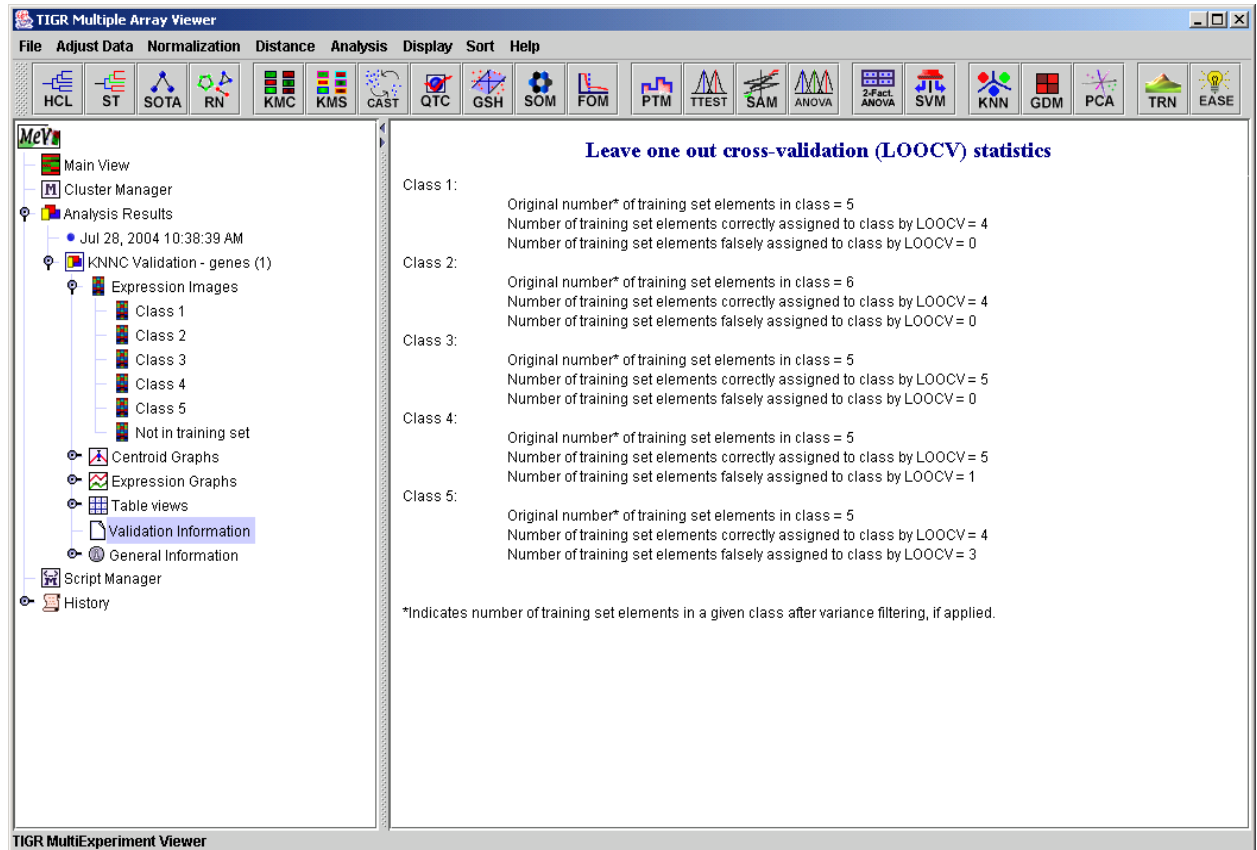 TIGR Multiple Array Viewer
File Adjust Data Normalization Distance Analysis Display Sort Help
HCL ST SOTA RN KMC KMS CAST QTC GSH SOM FOM PTM TTEST SAM ANOVA 2-Fact. ANOVA SVM KNN GDM PCA TRN EASE
MeV
Main View
M Cluster Manager
Analysis Results
Jul 28, 2004 10:38:39 AM
KNNC Validation - genes (1)
Expression Images
Class 1
Class 2
Class 3
Class 4
Class 5
Not in training set
Centroid Graphs
Expression Graphs
Table views
Validation Information
General Information
Script Manager
History
Leave one out cross-validation (LOOCV) statistics
Class 1:
Original number* of training set elements in class = 5
Number of training set elements correctly assigned to class by LOOCV = 4
Number of training set elements falsely assigned to class by LOOCV = 0
Class 2:
Original number* of training set elements in class = 6
Number of training set elements correctly assigned to class by LOOCV = 4
Number of training set elements falsely assigned to class by LOOCV = 0
Class 3:
Original number* of training set elements in class = 5
Number of training set elements correctly assigned to class by LOOCV = 5
Number of training set elements falsely assigned to class by LOOCV = 0
Class 4:
Original number* of training set elements in class = 5
Number of training set elements correctly assigned to class by LOOCV = 5
Number of training set elements falsely assigned to class by LOOCV = 1
Class 5:
Original number* of training set elements in class = 5
Number of training set elements correctly assigned to class by LOOCV = 4
Number of training set elements falsely assigned to class by LOOCV = 3
*Indicates number of training set elements in a given class after variance filtering, if applied.
TIGR MultiExperiment Viewer